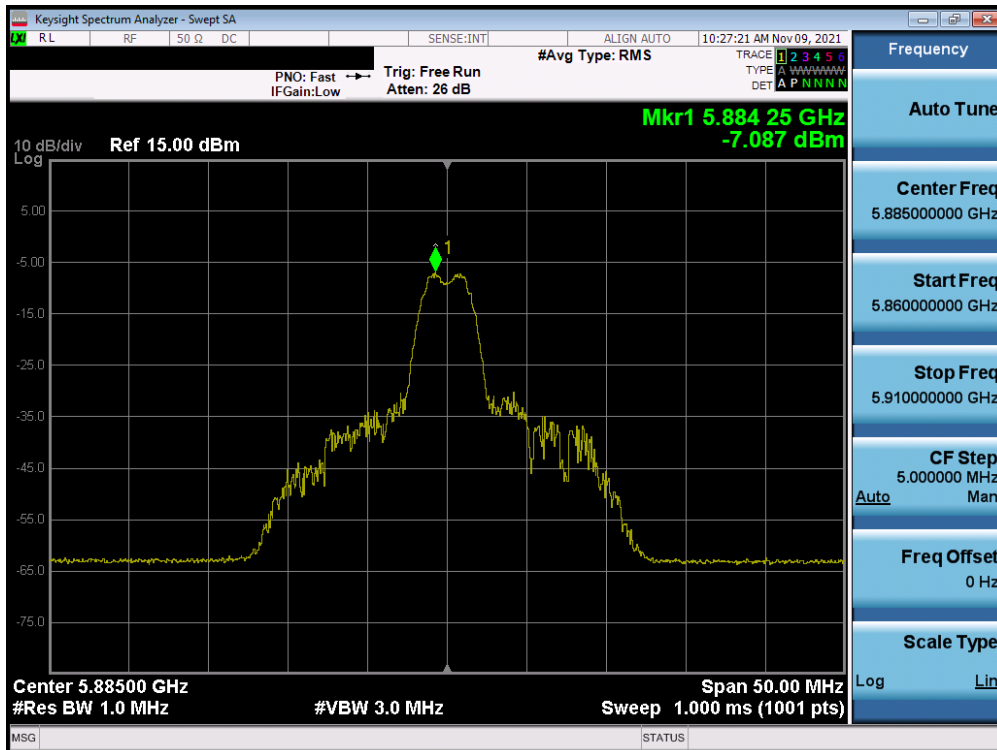 Keysight Spectrum Analyzer - Swept SA
LXI RL RF 50 Ω DC SENSE:INT ALIGN AUTO 10:27:21 AM Nov 09, 2021
Frequency
#Avg Type: RMS
TRACE 1 2 3 4 5 6
PNO: Fast Trig: Free Run
TYPE A WWWWW
IFGain:Low Atten: 26 dB
DET A P N N N N
Auto Tune
Mkr1 5.884 25 GHz
-7.087 dBm
10 dB/div Ref 15.00 dBm
Log
1
5.00
-5.00
-15.0
-25.0
-35.0
-45.0
-55.0
-65.0
-75.0
Center Freq
5.885000000 GHz
Start Freq
5.860000000 GHz
Stop Freq
5.910000000 GHz
CF Step
5.000000 MHz
Auto Man
Freq Offset
0 Hz
Scale Type
Log Lin
Center 5.88500 GHz Span 50.00 MHz
#Res BW 1.0 MHz #VBW 3.0 MHz Sweep 1.000 ms (1001 pts)
MSG STATUS